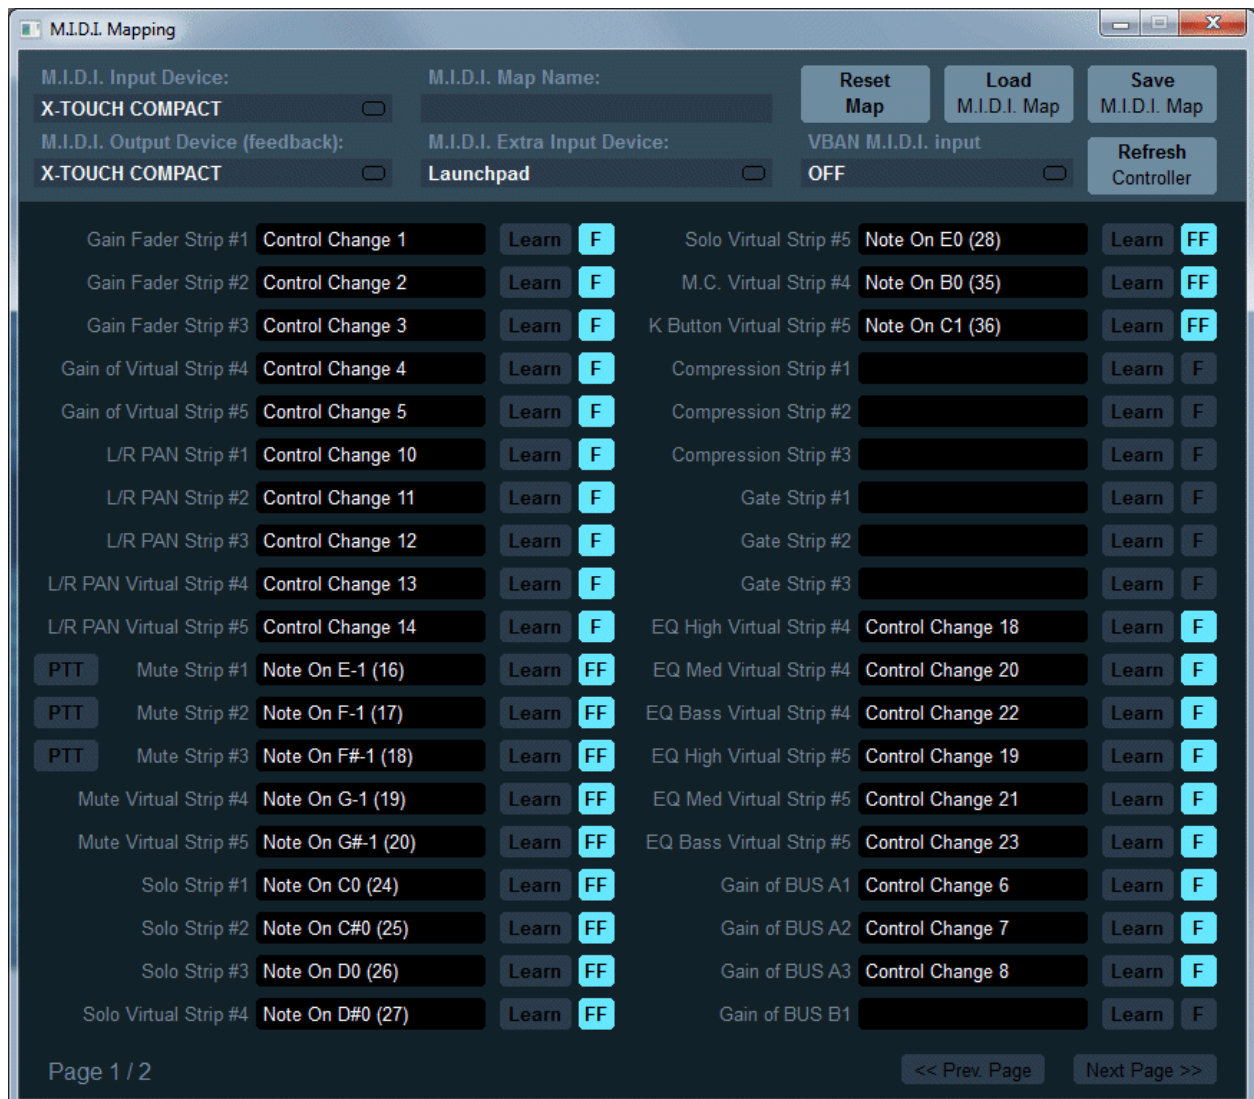 M.I.D.I. Mapping
M.I.D.I. Input Device:
X-TOUCH COMPACT
M.I.D.I. Map Name:
Reset Map
Load M.I.D.I. Map
Save M.I.D.I. Map
M.I.D.I. Output Device (feedback):
X-TOUCH COMPACT
M.I.D.I. Extra Input Device:
Launchpad
VBAN M.I.D.I. input
OFF
Refresh Controller
Gain Fader Strip #1 Control Change 1 Learn F
Gain Fader Strip #2 Control Change 2 Learn F
Gain Fader Strip #3 Control Change 3 Learn F
Gain of Virtual Strip #4 Control Change 4 Learn F
Gain of Virtual Strip #5 Control Change 5 Learn F
L/R PAN Strip #1 Control Change 10 Learn F
L/R PAN Strip #2 Control Change 11 Learn F
L/R PAN Strip #3 Control Change 12 Learn F
L/R PAN Virtual Strip #4 Control Change 13 Learn F
L/R PAN Virtual Strip #5 Control Change 14 Learn F
PTT Mute Strip #1 Note On E-1 (16) Learn FF
PTT Mute Strip #2 Note On F-1 (17) Learn FF
PTT Mute Strip #3 Note On F#-1 (18) Learn FF
Mute Virtual Strip #4 Note On G-1 (19) Learn FF
Mute Virtual Strip #5 Note On G#-1 (20) Learn FF
Solo Strip #1 Note On C0 (24) Learn FF
Solo Strip #2 Note On C#0 (25) Learn FF
Solo Strip #3 Note On D0 (26) Learn FF
Solo Virtual Strip #4 Note On D#0 (27) Learn FF
Solo Virtual Strip #5 Note On E0 (28) Learn FF
M.C. Virtual Strip #4 Note On B0 (35) Learn FF
K Button Virtual Strip #5 Note On C1 (36) Learn FF
Compression Strip #1 Learn F
Compression Strip #2 Learn F
Compression Strip #3 Learn F
Gate Strip #1 Learn F
Gate Strip #2 Learn F
Gate Strip #3 Learn F
EQ High Virtual Strip #4 Control Change 18 Learn F
EQ Med Virtual Strip #4 Control Change 20 Learn F
EQ Bass Virtual Strip #4 Control Change 22 Learn F
EQ High Virtual Strip #5 Control Change 19 Learn F
EQ Med Virtual Strip #5 Control Change 21 Learn F
EQ Bass Virtual Strip #5 Control Change 23 Learn F
Gain of BUS A1 Control Change 6 Learn F
Gain of BUS A2 Control Change 7 Learn F
Gain of BUS A3 Control Change 8 Learn F
Gain of BUS B1 Learn F
Page 1 / 2
<< Prev. Page
Next Page >>